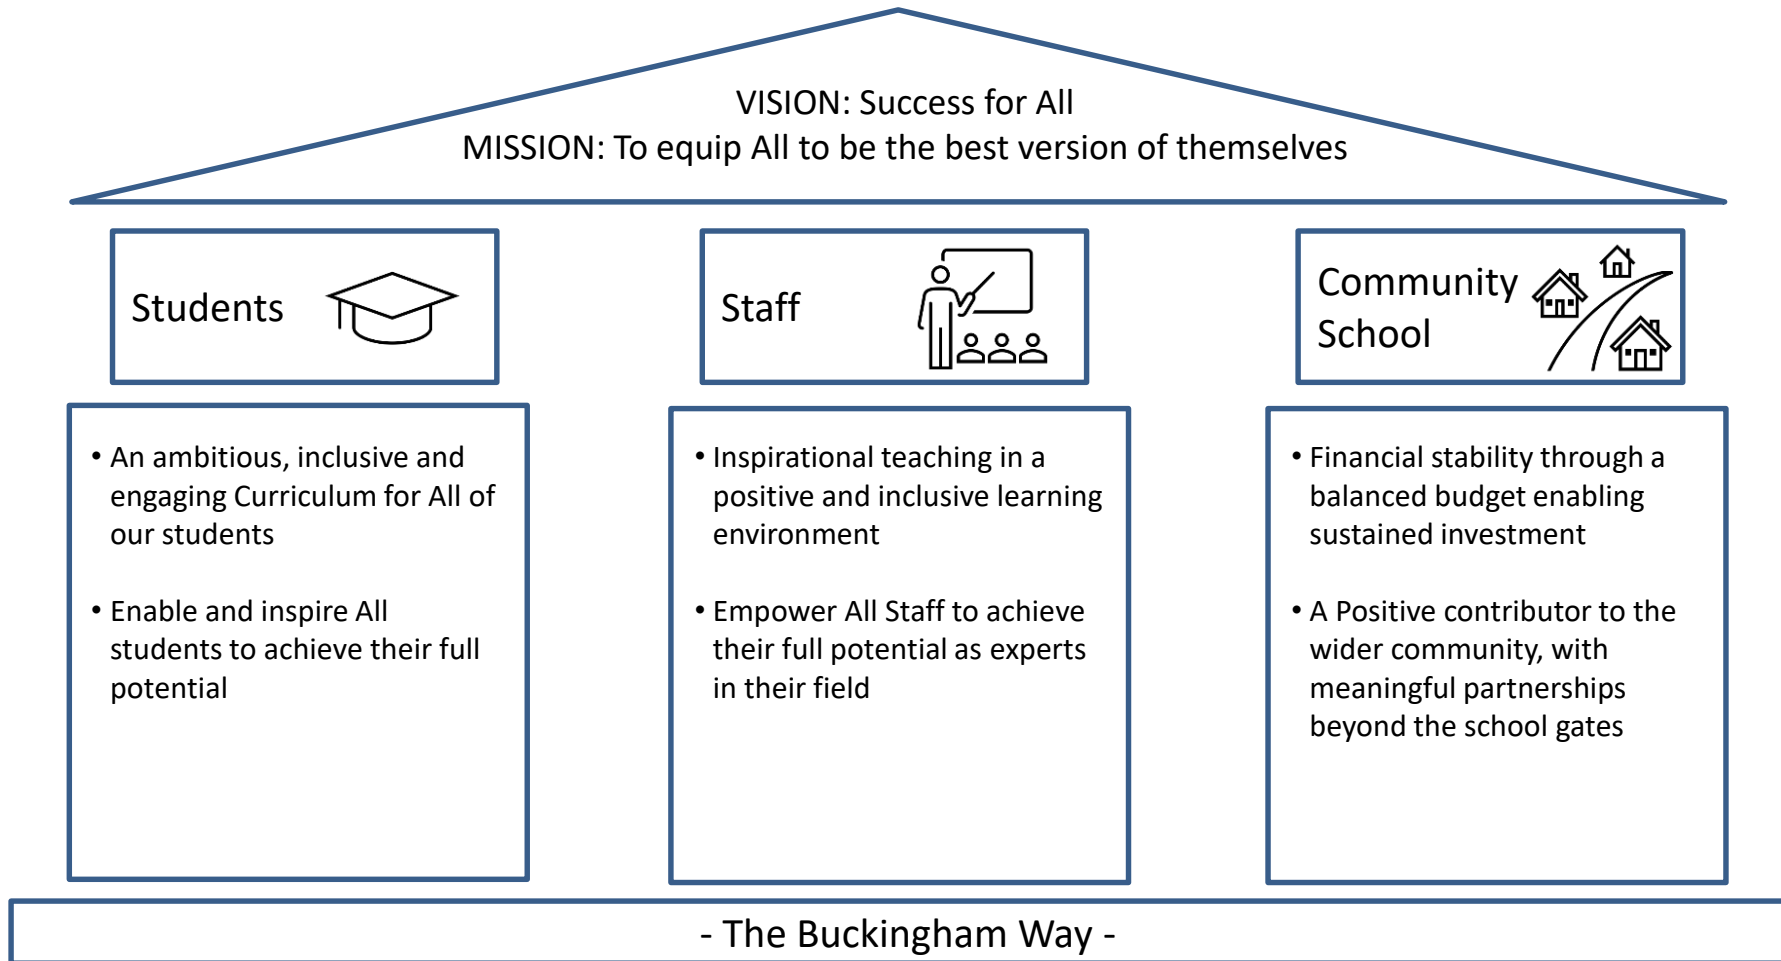 VISION: Success for All
MISSION: To equip All to be the best version of themselves
Students
Staff
Community
School
• An ambitious, inclusive and
engaging Curriculum for All of
our students
• Enable and inspire All
students to achieve their full
potential
• Inspirational teaching in a
positive and inclusive learning
environment
• Empower All Staff to achieve
their full potential as experts
in their field
• Financial stability through a
balanced budget enabling
sustained investment
• A Positive contributor to the
wider community, with
meaningful partnerships
beyond the school gates
- The Buckingham Way -